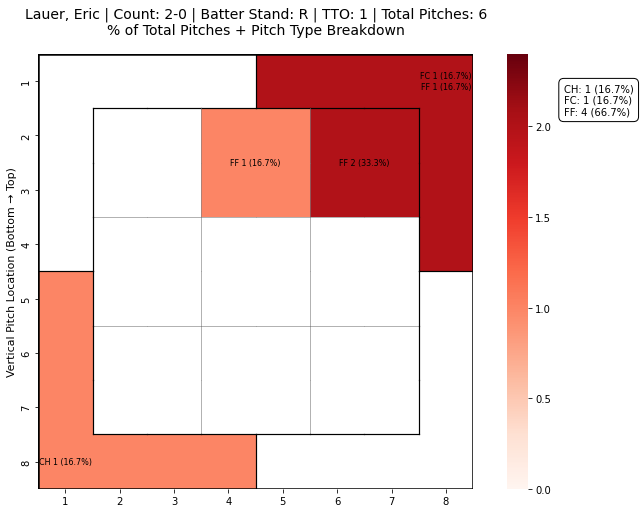 Lauer, Eric | Count: 2-0 | Batter Stand: R | TTO: 1 | Total Pitches: 6
% of Total Pitches + Pitch Type Breakdown
FC 1 (16.7%)
FF 1 (16.7%)
FF 1 (16.7%)
FF 2 (33.3%)
CH 1 (16.7%)
Vertical Pitch Location (Bottom → Top)
1
2
3
4
5
6
7
8
1
2
3
4
5
6
7
8
2.0
1.5
1.0
0.5
0.0
CH: 1 (16.7%)
FC: 1 (16.7%)
FF: 4 (66.7%)